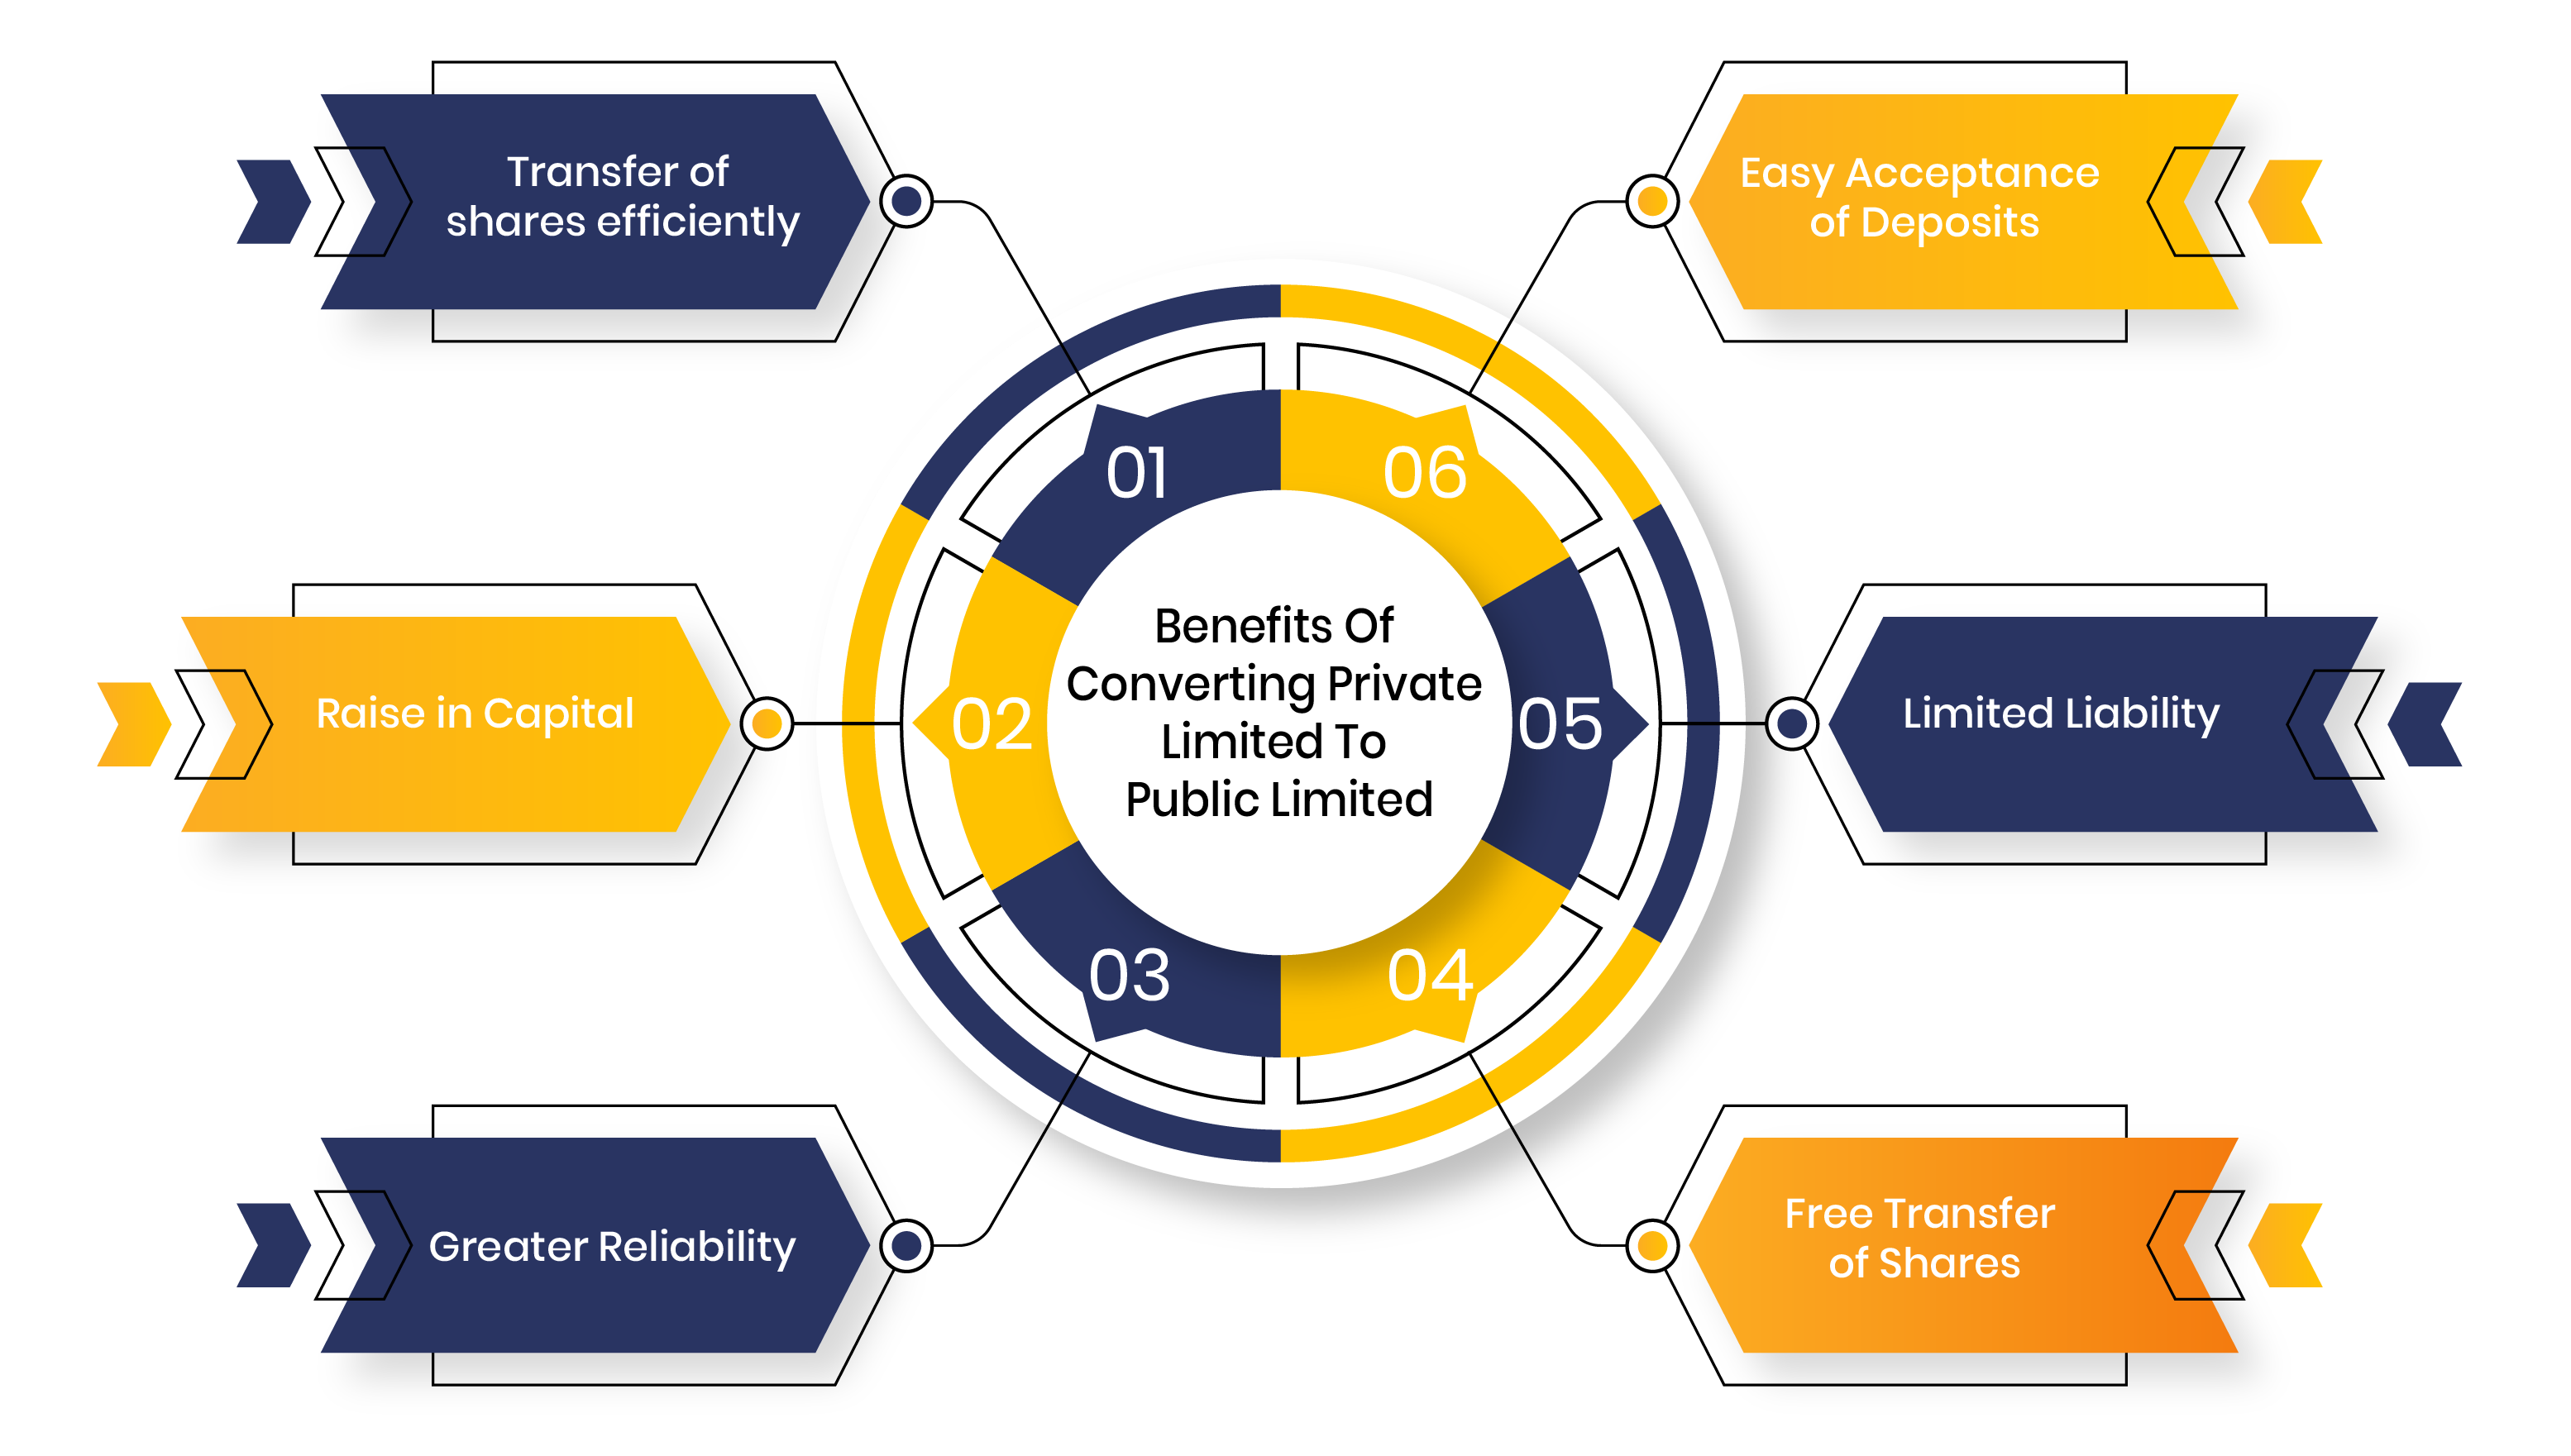 Transfer of
shares efficiently
Easy Acceptance
of Deposits
01
06
Benefits Of
Converting Private
Limited To
Public Limited
Raise in Capital
02
05
Limited Liability
03
04
Greater Reliability
Free Transfer
of Shares